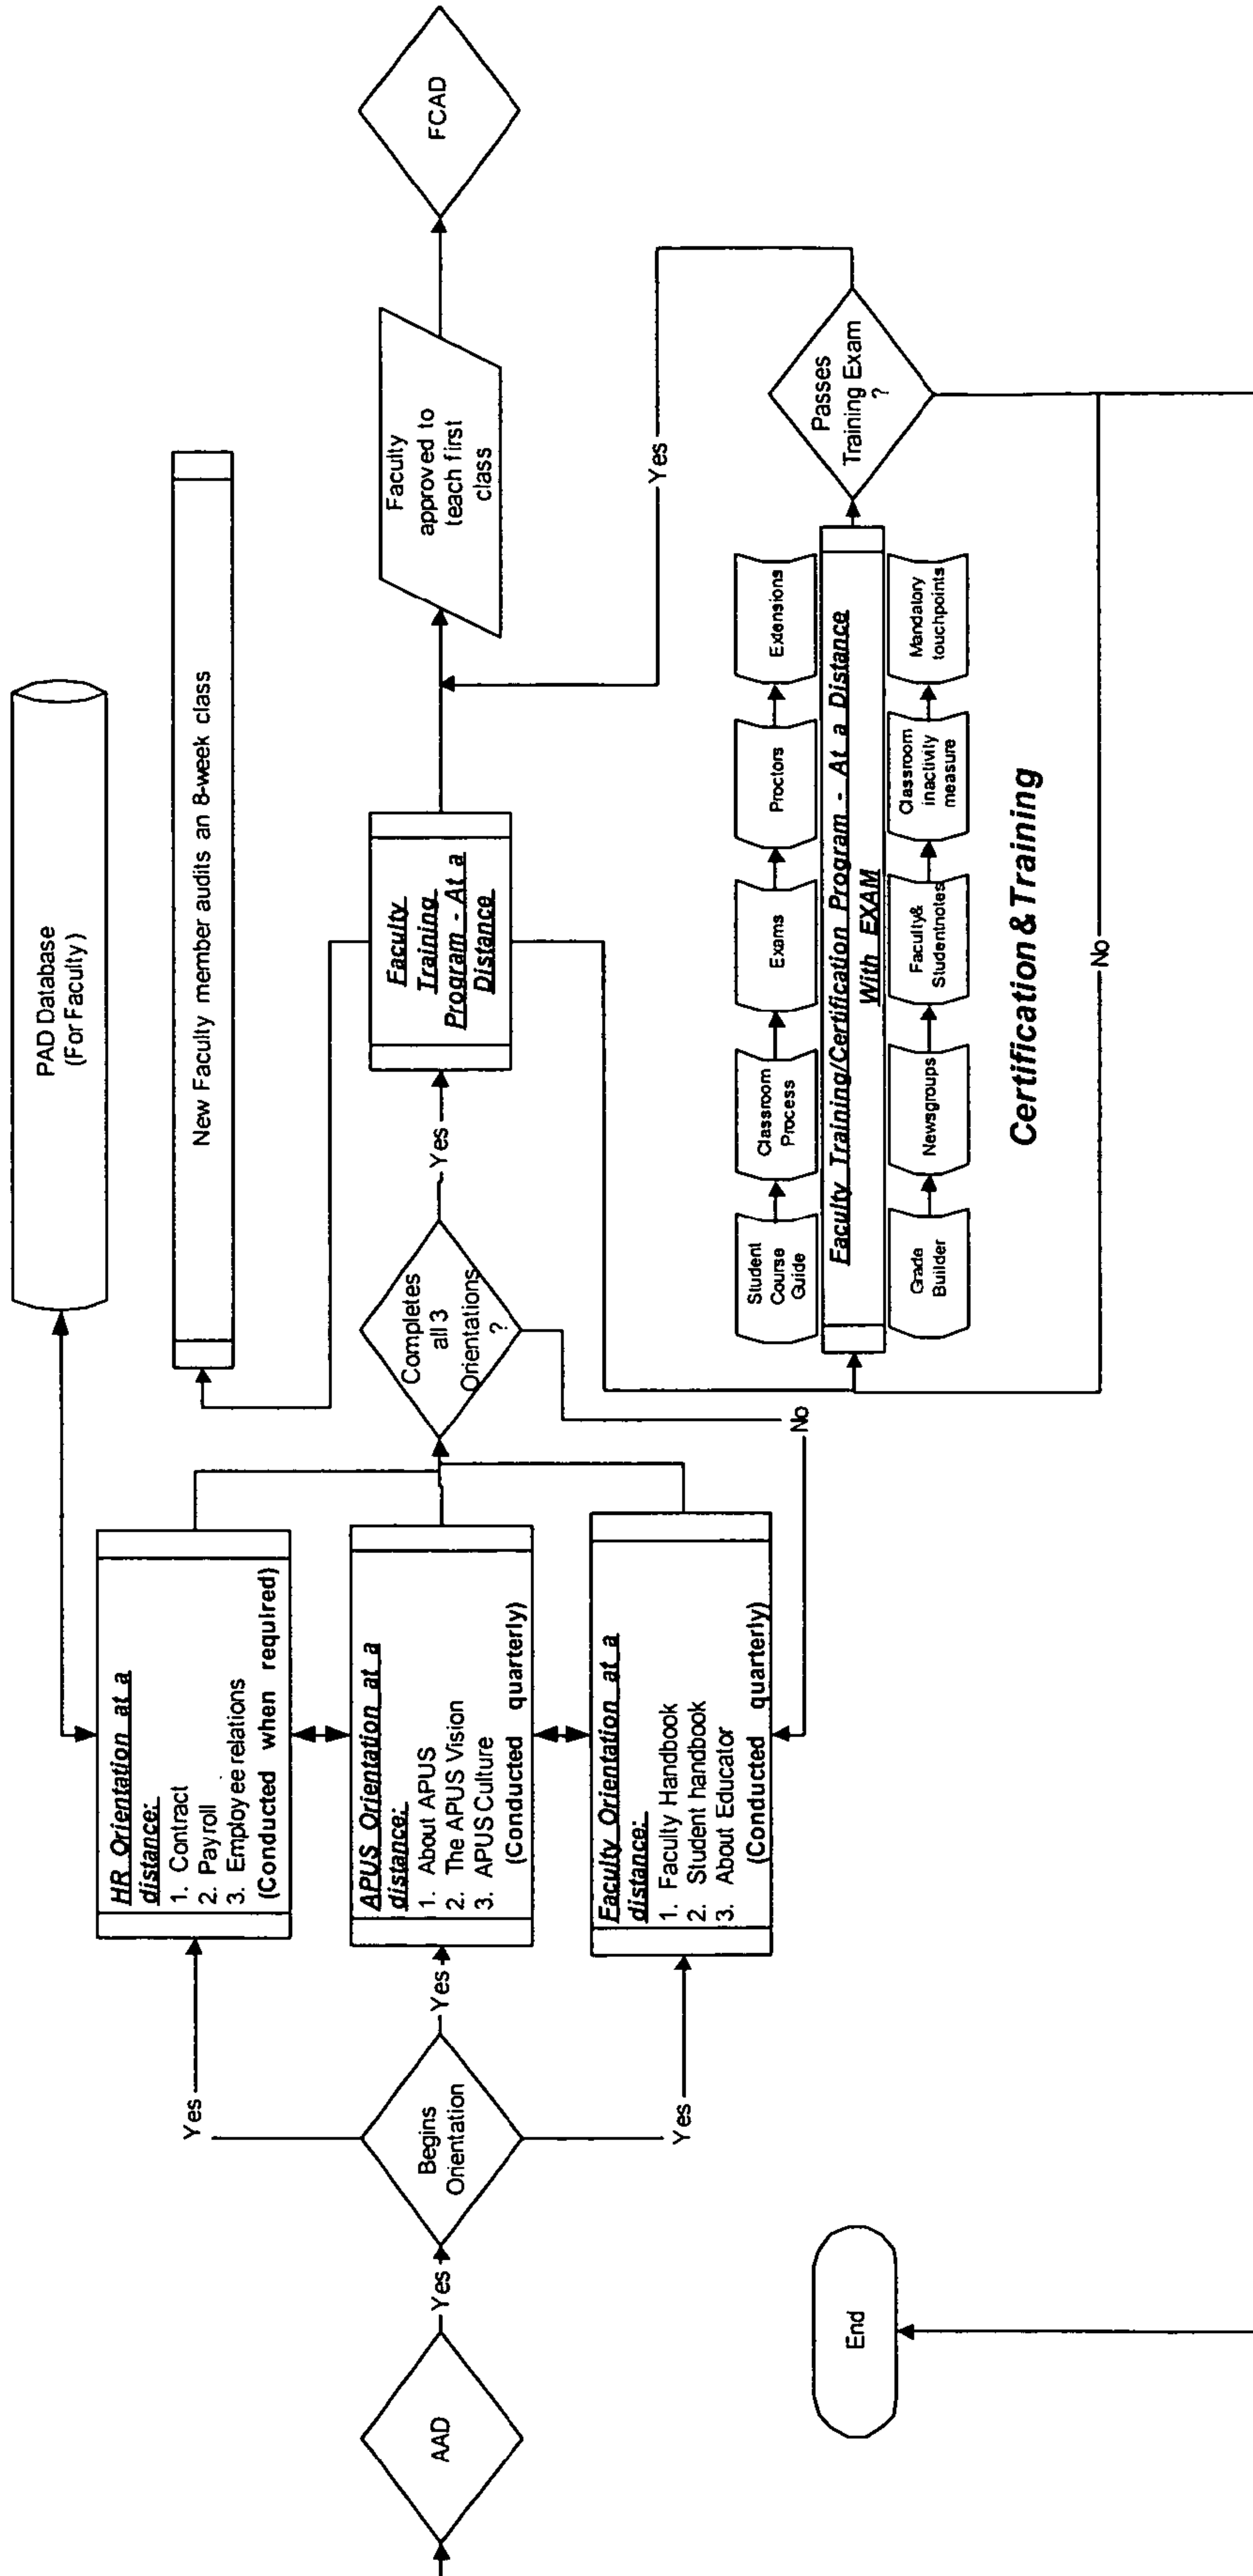 AAD
Yes
Begins
Orientation
Yes
Yes
Yes
HR Orientation at a
distance:
1. Contract
2. Payroll
3. Employee relations
(Conducted when required)
APUS Orientation at a
distance:
1. About APUS
2. The APUS Vision
3. APUS Culture
(Conducted quarterly)
Faculty Orientation at a
distance:
1. Faculty Handbook
2. Student handbook
3. About Educator
(Conducted quarterly)
PAD Database
(For Faculty)
New Faculty member audits an 8-week class
Completes
all 3
Orientations
?
Yes
No
Faculty
Training
Program - At a
Distance
Faculty
approved to
teach first
class
FCAD
Student
Course
Guide
Classroom
Process
Exams
Proctors
Extensions
Faculty Training/Certification Program - At a Distance
With EXAM
Grade
Builder
Newsgroups
Faculty&
Studentnotes
Classroom
inactivity
measure
Mandatory
touchpoints
Passes
Training Exam
?
Yes
No
Certification & Training
End